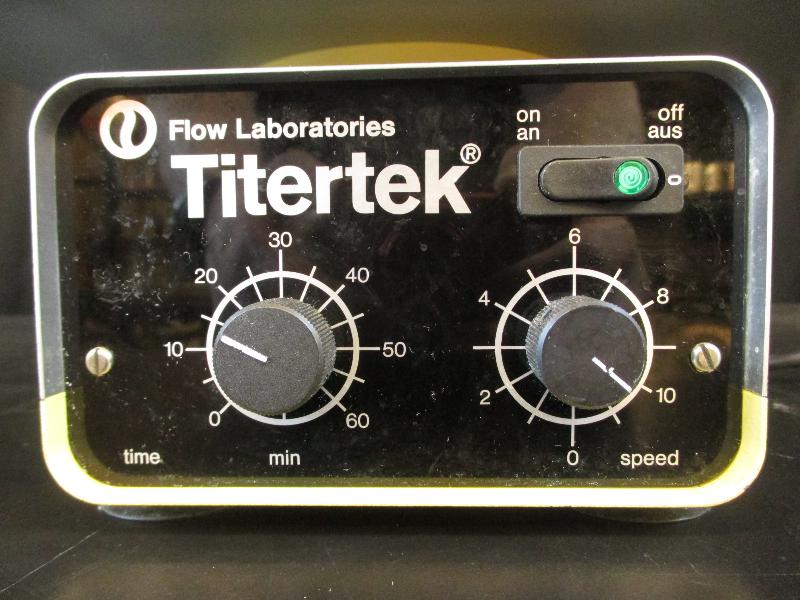 Flow Laboratories
Titertek®
on off
an aus
0
30
20 40
10 50
0 60
time min
6
4 8
2 10
0 speed